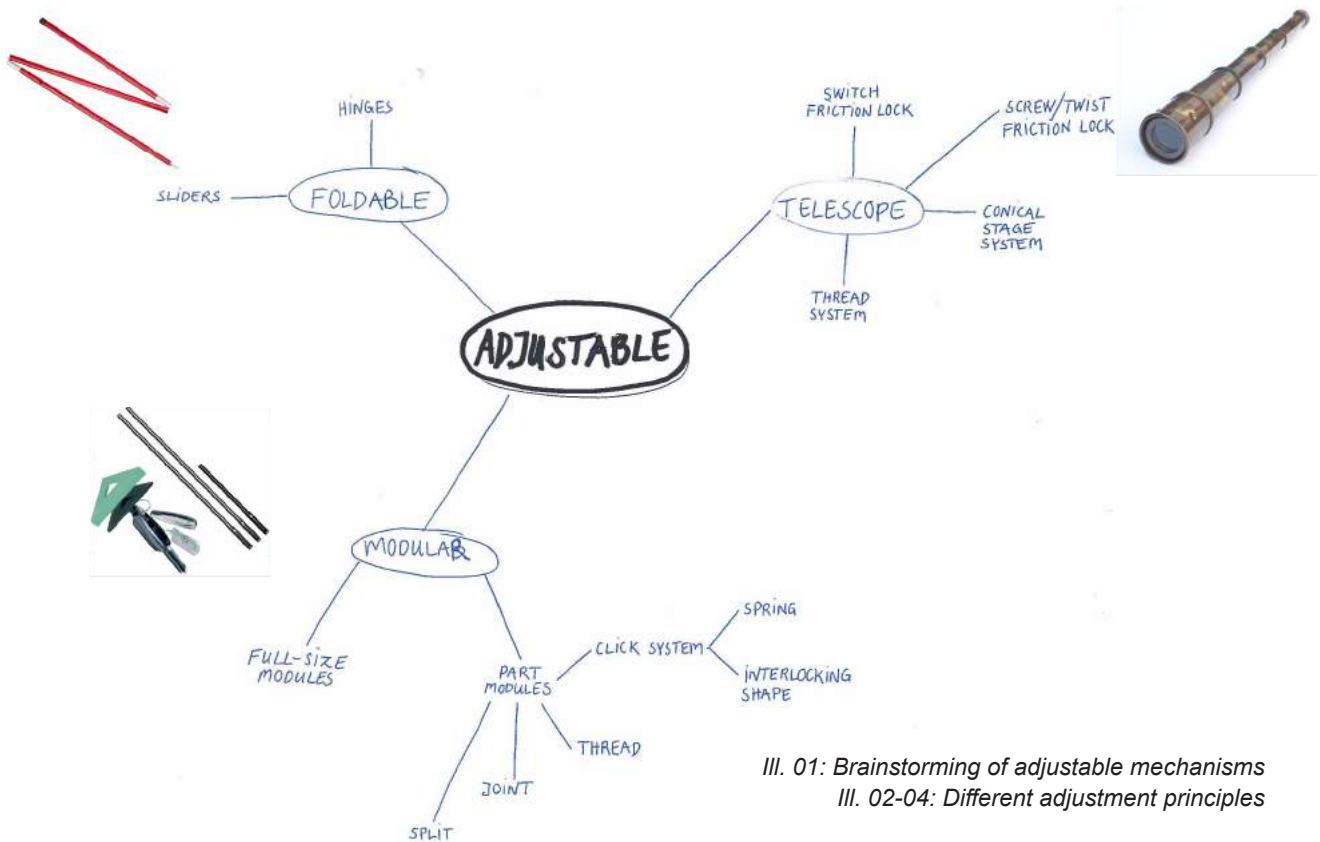 HINGES
SLIDERS
FOLDABLE
SWITCH
FRICTION LOCK
SCREW/TWIST
FRICTION LOCK
TELESCOPE
CONICAL
STAGE
SYSTEM
THREAD
SYSTEM
ADJUSTABLE
MODULAR
FULL-SIZE
MODULES
PART
MODULES
CLICK SYSTEM
SPRING
INTERLOCKING
SHAPE
THREAD
JOINT
SPLIT
Ill. 01: Brainstorming of adjustable mechanisms
Ill. 02-04: Different adjustment principles